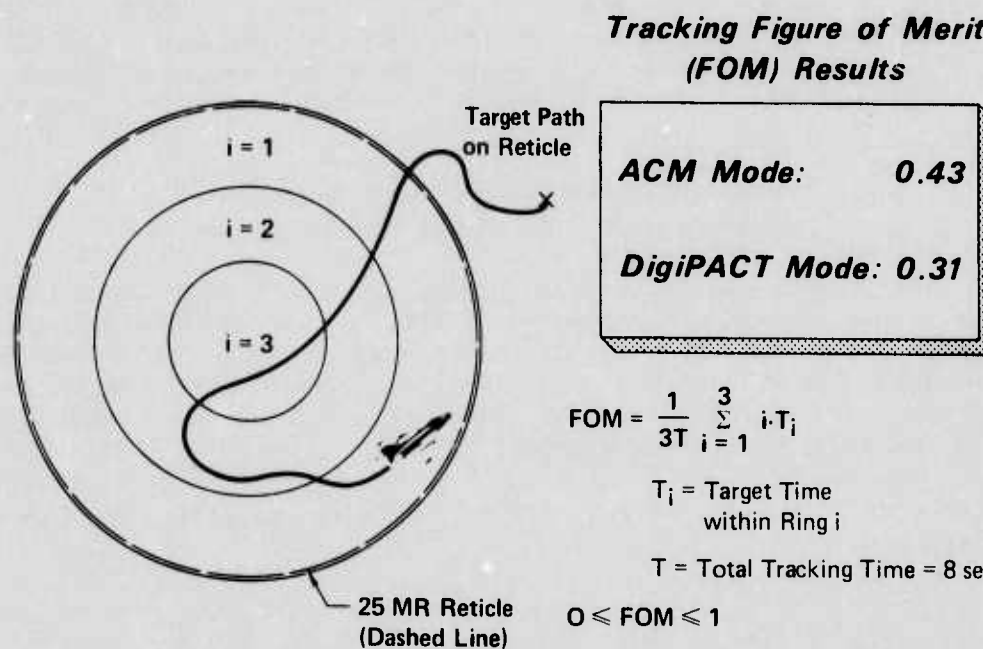 Tracking Figure of Merit
(FOM) Results
Target Path
on Reticle
i = 1
i = 2
i = 3
ACM Mode: 0.43
DigiPACT Mode: 0.31
FOM = 1/3T 3 Σ i = 1 i·Ti
Ti = Target Time
within Ring i
T = Total Tracking Time = 8 se
25 MR Reticle
(Dashed Line)
O ⩽ FOM ⩽ 1